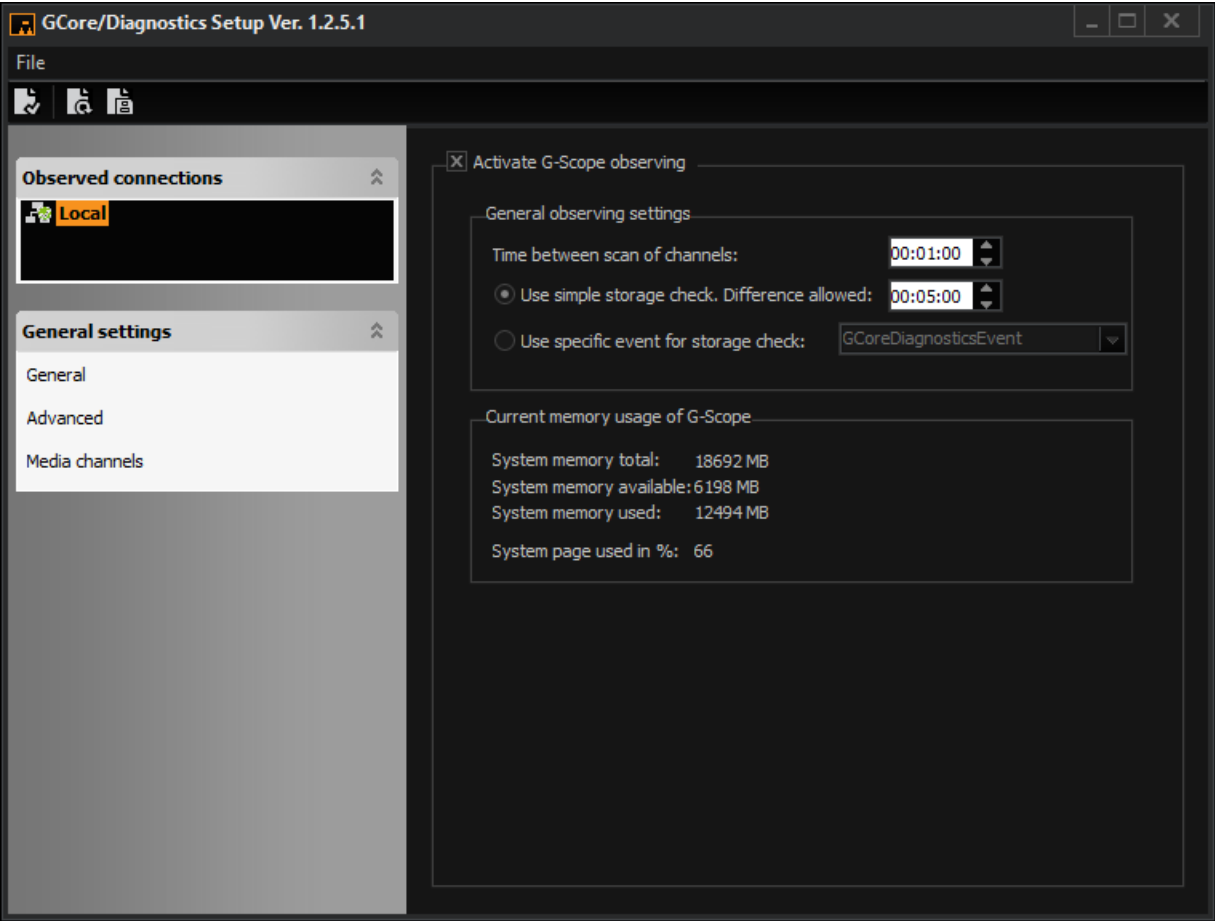 GCore/Diagnostics Setup Ver. 1.2.5.1
File
Observed connections
Local
General settings
General
Advanced
Media channels
Activate G-Scope observing
General observing settings
Time between scan of channels: 00:01:00
Use simple storage check. Difference allowed: 00:05:00
Use specific event for storage check: GCoreDiagnosticsEvent
Current memory usage of G-Scope
System memory total: 18692 MB
System memory available: 6198 MB
System memory used: 12494 MB
System page used in %: 66